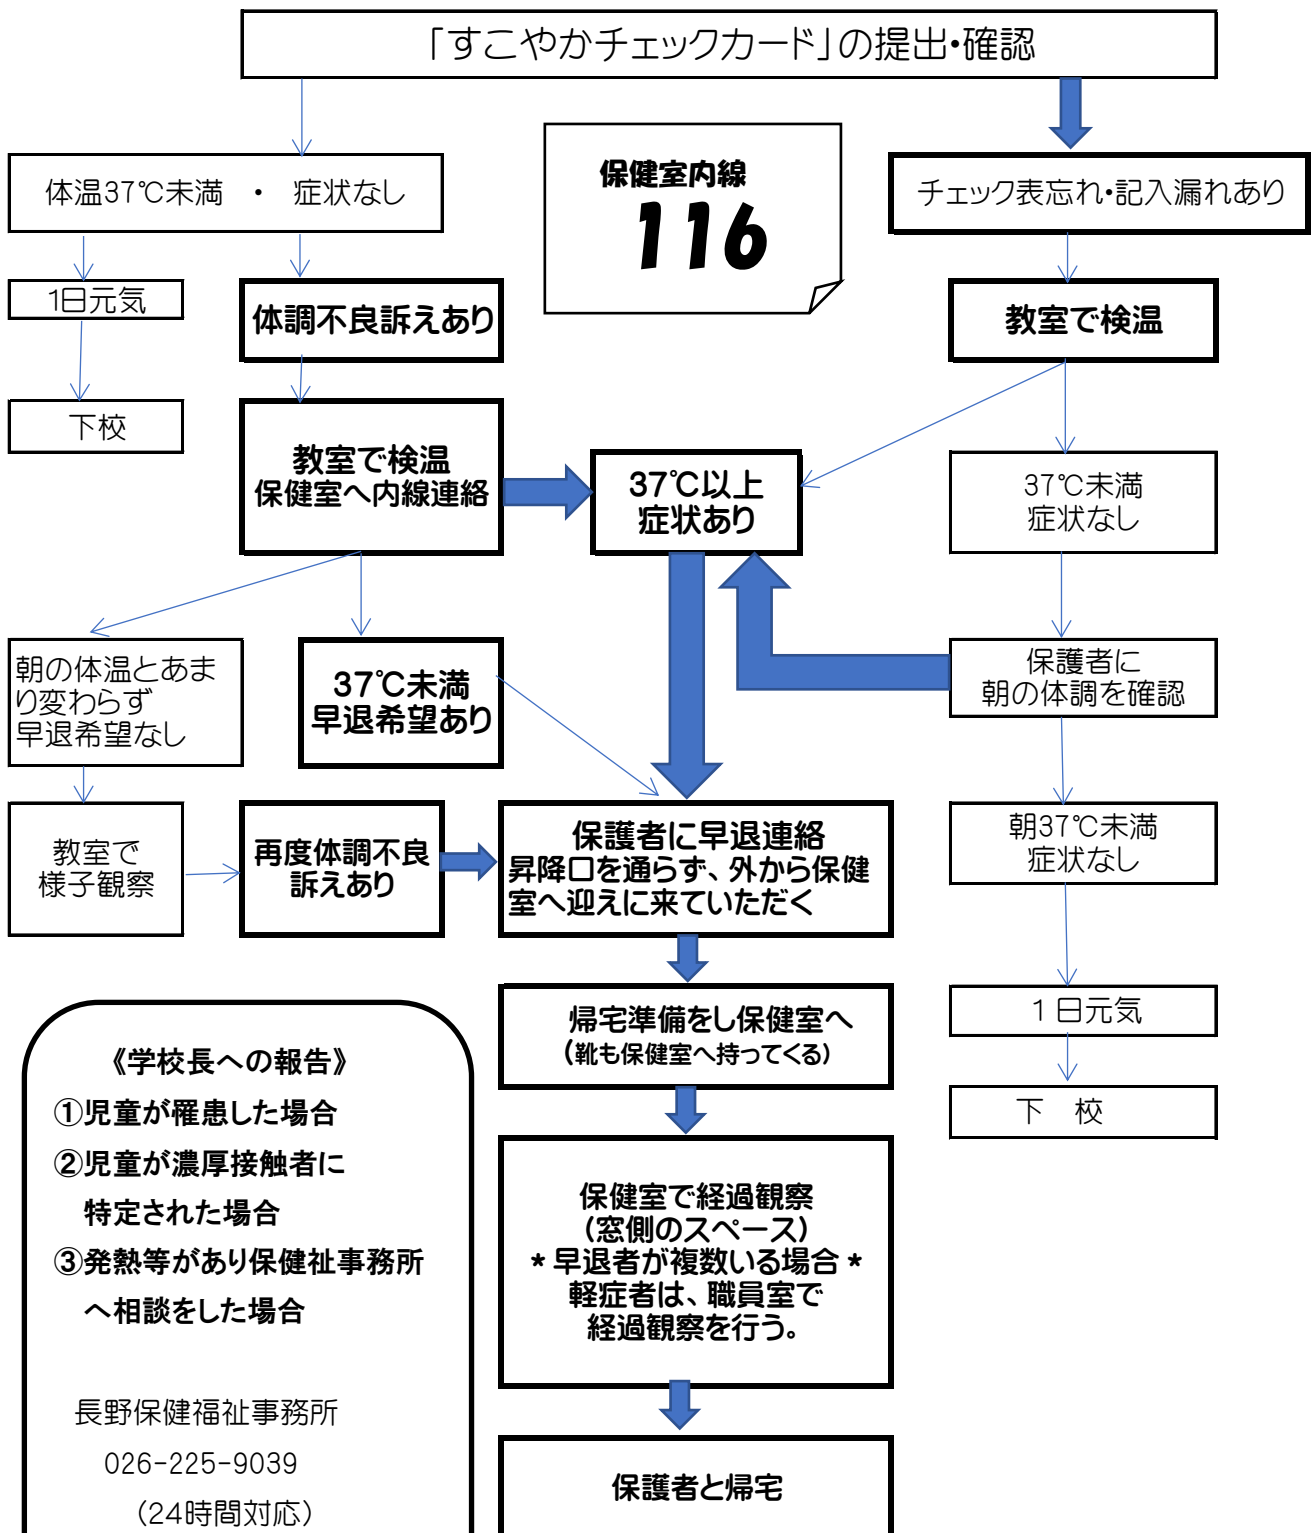 「すこやかチェックカード」の提出・確認
体温37℃未満 ・ 症状なし
保健室内線
116
チェック表忘れ・記入漏れあり
1日元気
体調不良訴えあり
教室で検温
下校
教室で検温
保健室へ内線連絡
37℃以上
症状あり
37℃未満
症状なし
朝の体温とあま
り変わらず
早退希望なし
37℃未満
早退希望あり
保護者に
朝の体調を確認
教室で
様子観察
再度体調不良
訴えあり
保護者に早退連絡
昇降口を通らず、外から保健
室へ迎えに来ていただく
朝37℃未満
症状なし
帰宅準備をし保健室へ
(靴も保健室へ持ってくる)
1日元気
下 校
《学校長への報告》
①児童が罹患した場合
②児童が濃厚接触者に
特定された場合
③発熱等があり保健祉事務所
へ相談をした場合
長野保健福祉事務所
026-225-9039
(24時間対応)
保健室で経過観察
(窓側のスペース)
*早退者が複数いる場合*
軽症者は、職員室で
経過観察を行う。
保護者と帰宅